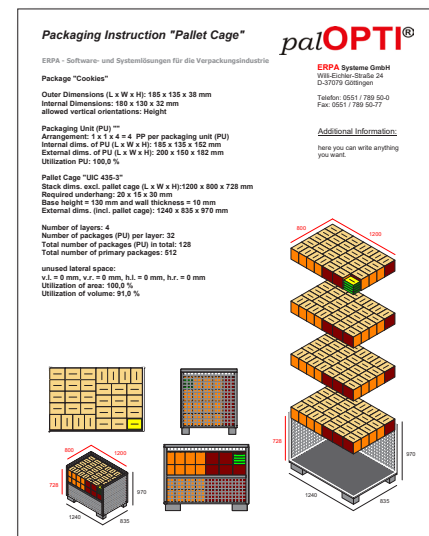 Packaging Instruction "Pallet Cage"
palOPTI®
ERPA - Software- und Systemlösungen für die Verpackungsindustrie
ERPA Systeme GmbH
Willi-Eichler-Straße 24
D-37079 Göttingen
Telefon: 0551 / 789 50-0
Fax: 0551 / 789 50-77
Additional Information:
here you can write anything
you want.
Package "Cookies"
Outer Dimensions (L x W x H): 185 x 135 x 38 mm
Internal Dimensions: 180 x 130 x 32 mm
allowed vertical orientations: Height
Packaging Unit (PU) ""
Arrangement: 1 x 1 x 4 = 4 PP per packaging unit (PU)
Internal dims. of PU (L x W x H): 185 x 135 x 152 mm
External dims. of PU (L x W x H): 200 x 150 x 182 mm
Utilization PU: 100,0 %
Pallet Cage "UIC 435-3"
Stack dims. excl. pallet cage (L x W x H):1200 x 800 x 728 mm
Required underhang: 20 x 15 x 30 mm
Base height = 130 mm and wall thickness = 10 mm
External dims. (incl. pallet cage): 1240 x 835 x 970 mm
Number of layers: 4
Number of packages (PU) per layer: 32
Total number of packages (PU) in total: 128
Total number of primary packages: 512
unused lateral space:
v.l. = 0 mm, v.r. = 0 mm, h.l. = 0 mm, h.r. = 0 mm
Utilization of area: 100,0 %
Utilization of volume: 91,0 %
800
1200
728
970
1240
835
800
1200
728
970
1240
835